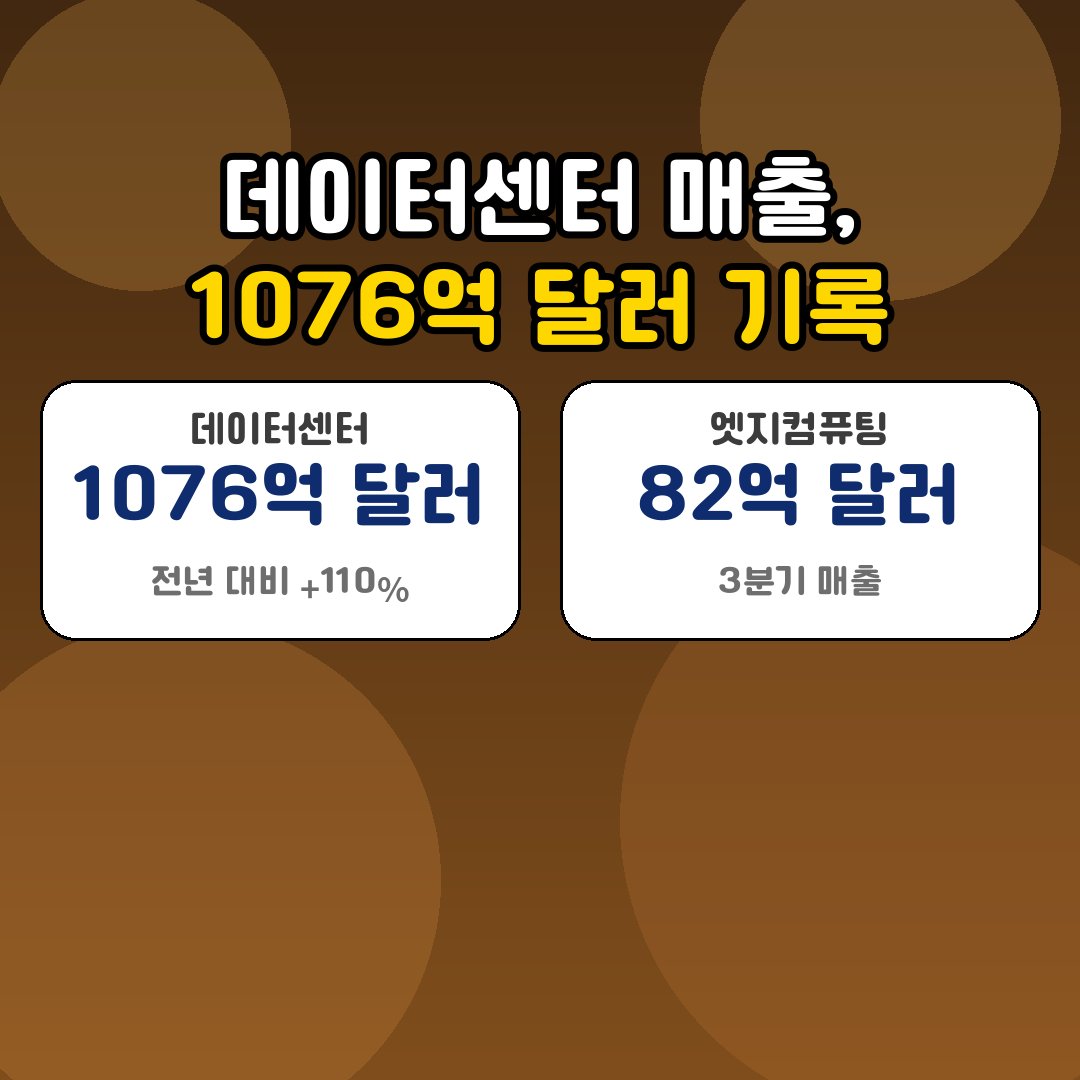 데이터센터 매출,
1076억 달러 기록
데이터센터
1076억 달러
전년 대비 +110%
엣지컴퓨팅
82억 달러
3분기 매출